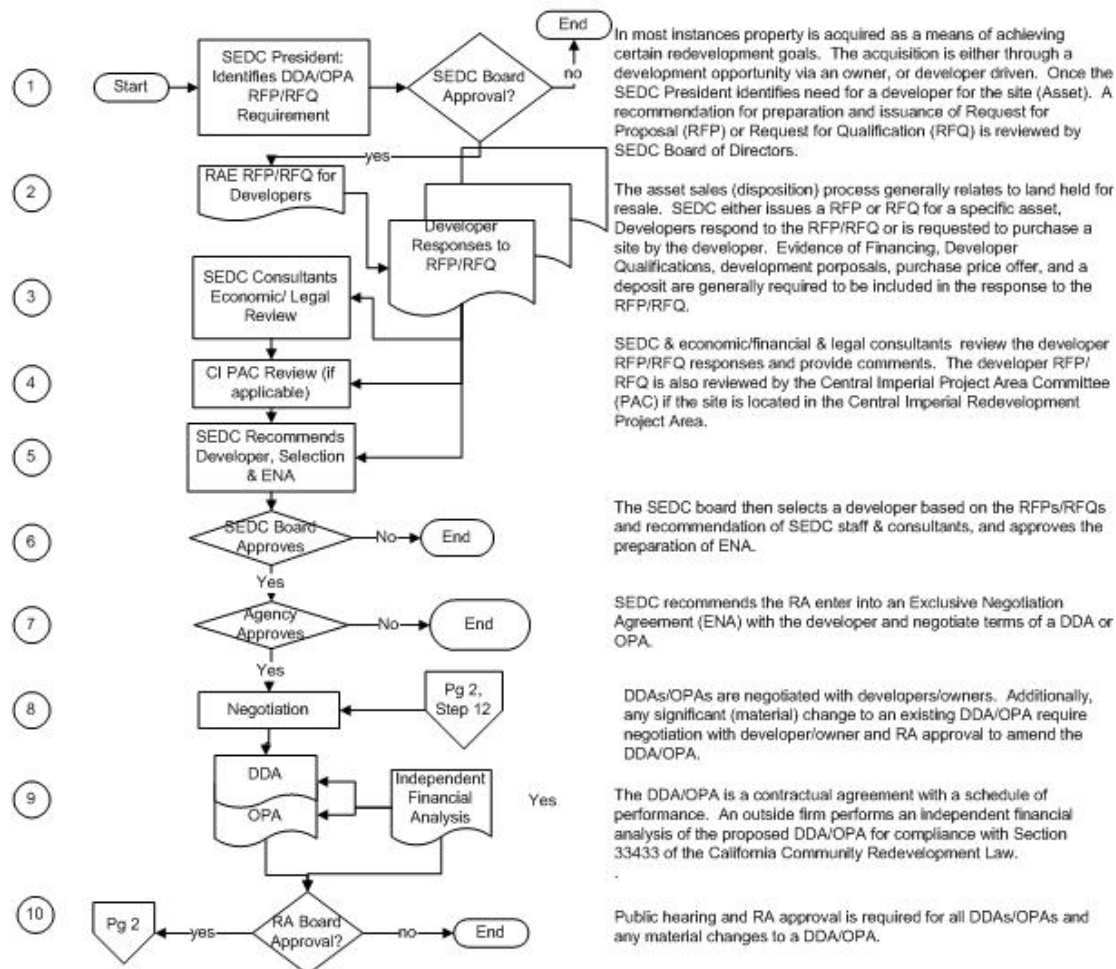 End
1
Start
SEDC President:
Identifies DDA/OPA
RFP/RFQ
Requirement
SEDC Board
Approval?
no
In most instances property is acquired as a means of achieving
certain redevelopment goals. The acquisition is either through a
development opportunity via an owner, or developer driven. Once the
SEDC President identifies need for a developer for the site (Asset). A
recommendation for preparation and issuance of Request for
Proposal (RFP) or Request for Qualification (RFQ) is reviewed by
SEDC Board of Directors.
yes
2
RAE RFP/RFQ for
Developers
Developer
Responses to
RFP/RFQ
The asset sales (disposition) process generally relates to land held for
resale. SEDC either issues a RFP or RFQ for a specific asset,
Developers respond to the RFP/RFQ or is requested to purchase a
site by the developer. Evidence of Financing, Developer
Qualifications, development porposals, purchase price offer, and a
deposit are generally required to be included in the response to the
RFP/RFQ.
3
SEDC Consultants
Economic/ Legal
Review
4
CI PAC Review (if
applicable)
SEDC & economic/financial & legal consultants review the developer
RFP/RFQ responses and provide comments. The developer RFP/
RFQ is also reviewed by the Central Imperial Project Area Committee
(PAC) if the site is located in the Central Imperial Redevelopment
Project Area.
5
SEDC Recommends
Developer, Selection
& ENA
6
SEDC Board
Approves
No
End
The SEDC board then selects a developer based on the RFPs/RFQs
and recommendation of SEDC staff & consultants, and approves the
preparation of ENA.
Yes
7
Agency
Approves
No
End
SEDC recommends the RA enter into an Exclusive Negotiation
Agreement (ENA) with the developer and negotiate terms of a DDA or
OPA.
Yes
8
Negotiation
Pg 2,
Step 12
DDAs/OPAs are negotiated with developers/owners. Additionally,
any significant (material) change to an existing DDA/OPA require
negotiation with developer/owner and RA approval to amend the
DDA/OPA.
9
DDA
OPA
Independent
Financial
Analysis
Yes
The DDA/OPA is a contractual agreement with a schedule of
performance. An outside firm performs an independent financial
analysis of the proposed DDA/OPA for compliance with Section
33433 of the California Community Redevelopment Law.
.
10
Pg 2
yes
RA Board
Approval?
no
End
Public hearing and RA approval is required for all DDAs/OPAs and
any material changes to a DDA/OPA.